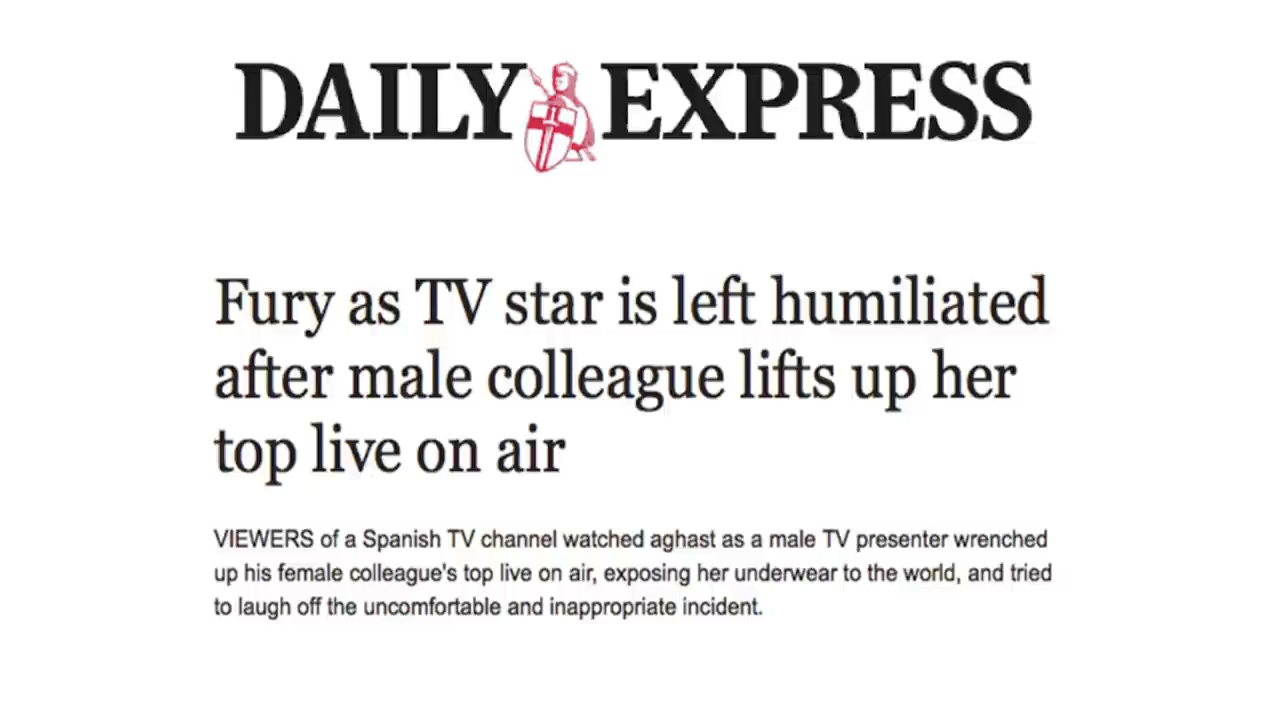 DAILY EXPRESS
Fury as TV star is left humiliated
after male colleague lifts up her
top live on air
VIEWERS of a Spanish TV channel watched aghast as a male TV presenter wrenched
up his female colleague's top live on air, exposing her underwear to the world, and tried
to laugh off the uncomfortable and inappropriate incident.